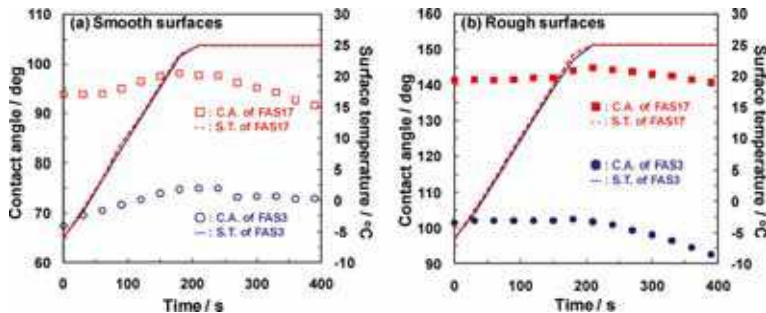 (a) Smooth surfaces
Contact angle / deg
110
100
90
80
70
60
30
25
20
15
10
5
0
-5
-10
Surface temperature / °C
: C.A. of FAS17
: S.T. of FAS17
: C.A. of FAS3
: S.T. of FAS3
0 100 200 300 400
Time / s
(b) Rough surfaces
Contact angle / deg
160
150
140
130
120
110
100
90
30
25
20
15
10
5
0
-5
-10
Surface temperature / °C
: C.A. of FAS17
: S.T. of FAS17
: C.A. of FAS3
: S.T. of FAS3
0 100 200 300 400
Time / s